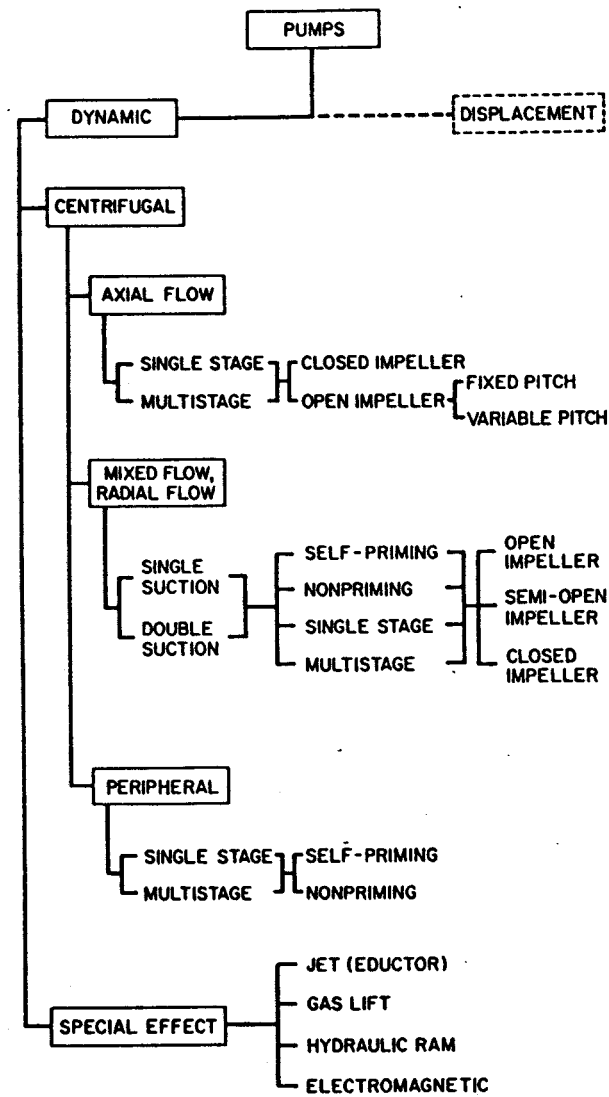 PUMPS
DYNAMIC
DISPLACEMENT
CENTRIFUGAL
AXIAL FLOW
SINGLE STAGE
CLOSED IMPELLER
MULTISTAGE
OPEN IMPELLER
FIXED PITCH
VARIABLE PITCH
MIXED FLOW,
RADIAL FLOW
SINGLE
SUCTION
DOUBLE
SUCTION
SELF-PRIMING
NONPRIMING
SINGLE STAGE
MULTISTAGE
OPEN
IMPELLER
SEMI-OPEN
IMPELLER
CLOSED
IMPELLER
PERIPHERAL
SINGLE STAGE
SELF-PRIMING
MULTISTAGE
NONPRIMING
SPECIAL EFFECT
JET (EDUCTOR)
GAS LIFT
HYDRAULIC RAM
ELECTROMAGNETIC